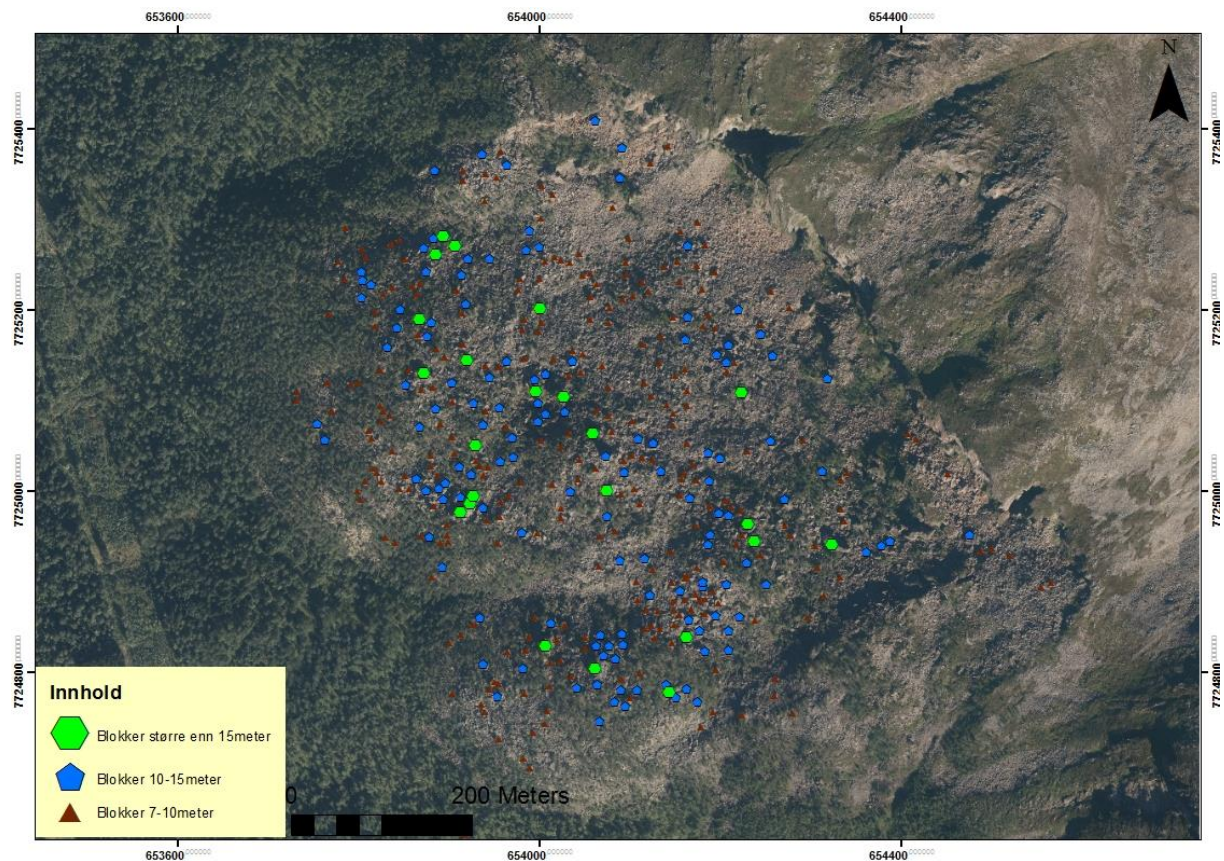 653600 654000 654400
N
7725400 7725400
7725200 7725200
7725000 7725000
7724800 7724800
Innhold
Blokker større enn 15meter
Blokker 10-15meter
Blokker 7-10meter
0 200 Meters
653600 654000 654400